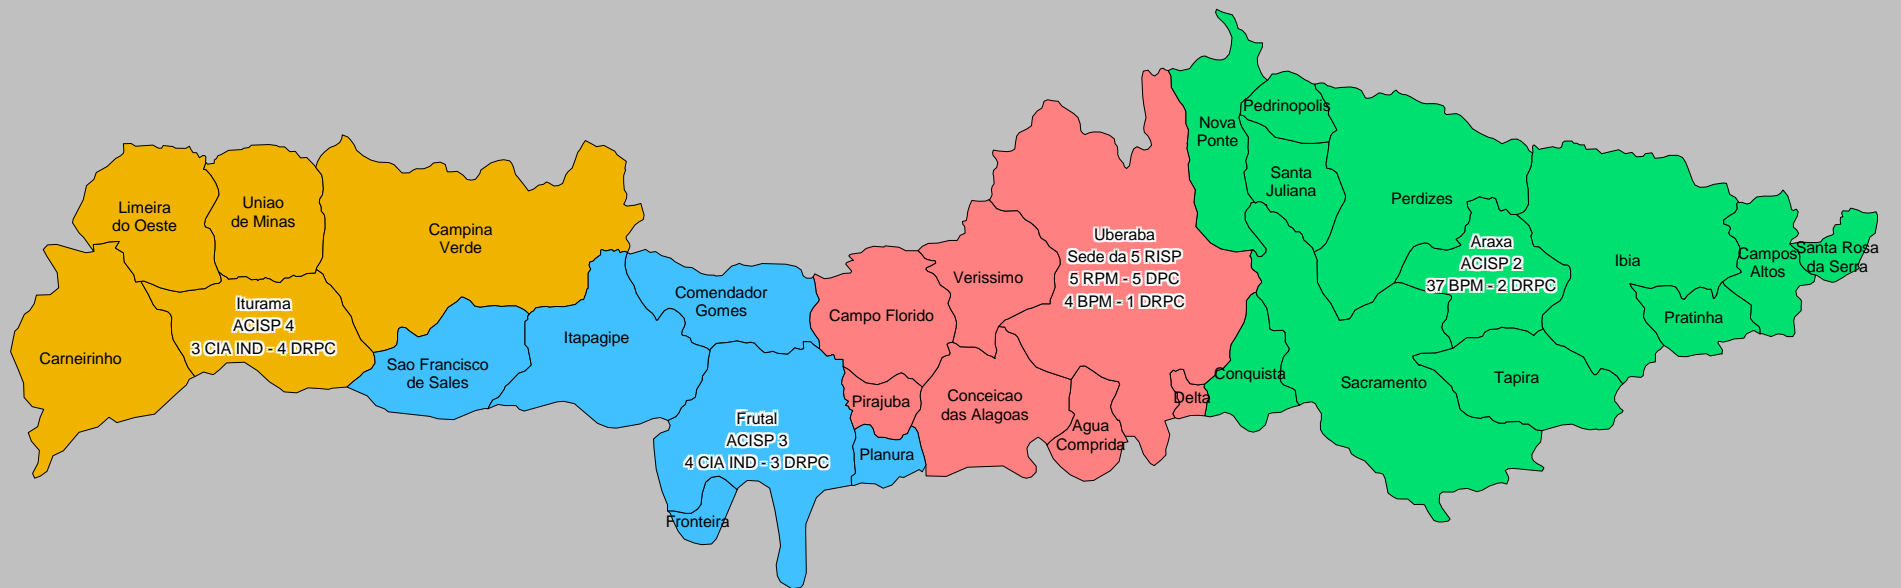 Limeira
do Oeste
Uniao
de Minas
Campina
Verde
Carneirinho
Iturama
ACISP 4
3 CIA IND - 4 DRPC
Sao Francisco
de Sales
Itapagipe
Comendador
Gomes
Frutal
ACISP 3
4 CIA IND - 3 DRPC
Fronteira
Planura
Campo Florido
Pirajuba
Verissimo
Conceicao
das Alagoas
Agua
Comprida
Uberaba
Sede da 5 RISP
5 RPM - 5 DPC
4 BPM - 1 DRPC
Delta
Conquista
Nova
Ponte
Pedrinopolis
Santa
Juliana
Perdizes
Araxa
ACISP 2
37 BPM - 2 DRPC
Sacramento
Tapira
Ibia
Pratinha
Campos
Altos
Santa Rosa
da Serra